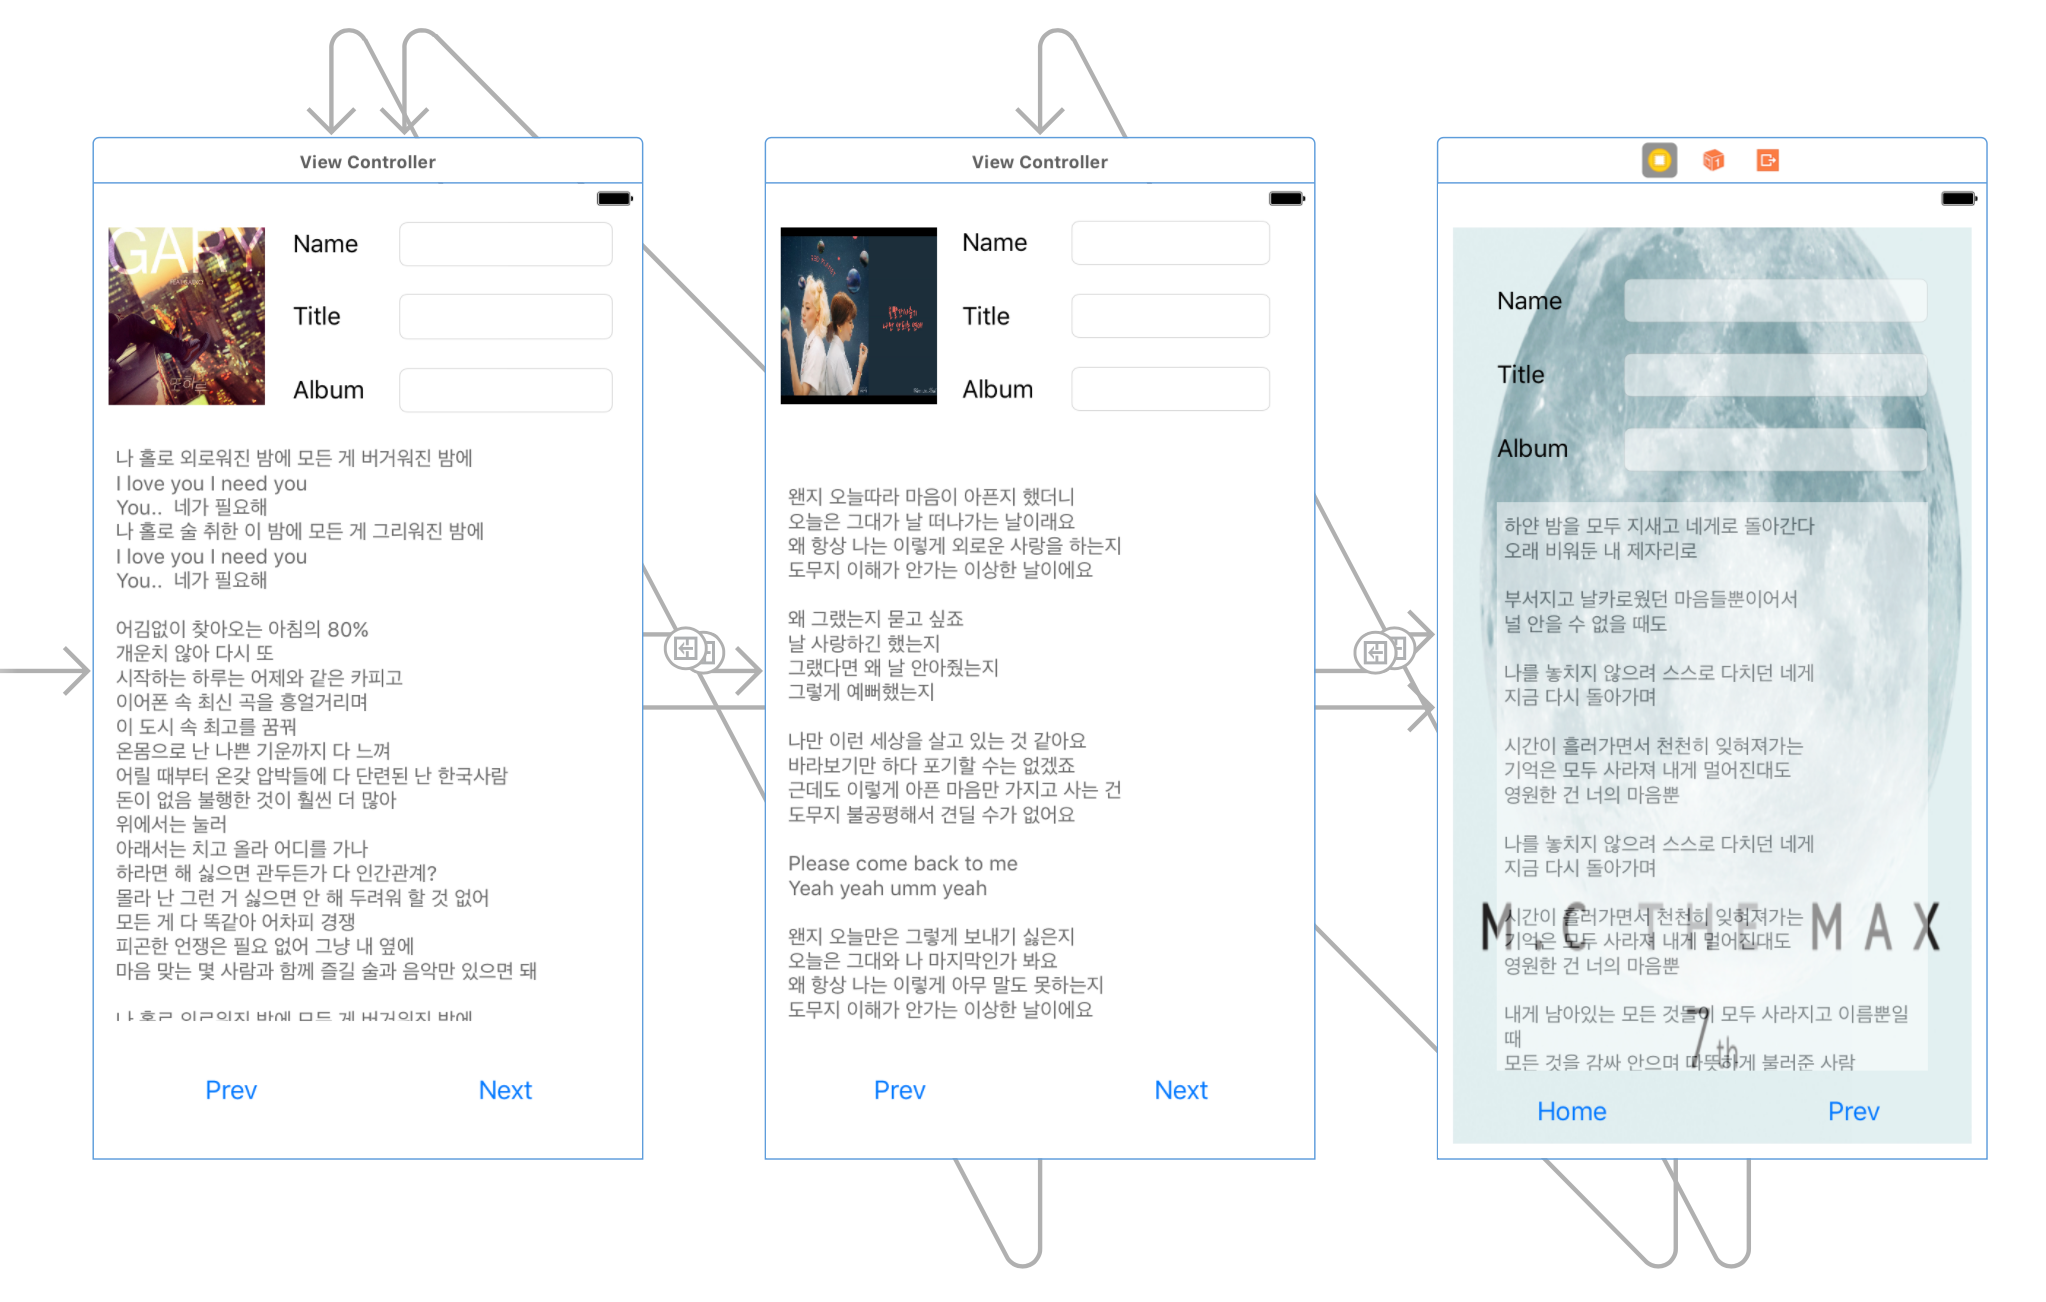 View Controller
GARY
또 하루
Name
Title
Album
나 홀로 외로워진 밤에 모든 게 버거워진 밤에
I love you I need you
You.. 네가 필요해
나 홀로 술 취한 이 밤에 모든 게 그리워진 밤에
I love you I need you
You.. 네가 필요해
어김없이 찾아오는 아침의 80%
개운치 않아 다시 또
시작하는 하루는 어제와 같은 카피고
이어폰 속 최신 곡을 흥얼거리며
이 도시 속 최고를 꿈꿔
온몸으로 난 나쁜 기운까지 다 느껴
어릴 때부터 온갖 압박들에 다 단련된 난 한국사람
돈이 없음 불행한 것이 훨씬 더 많아
위에서는 눌러
아래서는 치고 올라 어디를 가나
하라면 해 싫으면 관두든가 다 인간관계?
몰라 난 그런 거 싫으면 안 해 두려워 할 것 없어
모든 게 다 똑같아 어차피 경쟁
피곤한 언쟁은 필요 없어 그냥 내 옆에
마음 맞는 몇 사람과 함께 즐길 술과 음악만 있으면 돼
나 홀로 외로워진 밤에 모든 게 버거워진 밤에
Prev
Next
View Controller
Name
Title
Album
왠지 오늘따라 마음이 아픈지 했더니
오늘은 그대가 날 떠나가는 날이래요
왜 항상 나는 이렇게 외로운 사랑을 하는지
도무지 이해가 안가는 이상한 날이에요
왜 그랬는지 묻고 싶죠
날 사랑하긴 했는지
그랬다면 왜 날 안아줬는지
그렇게 예뻐했는지
나만 이런 세상을 살고 있는 것 같아요
바라보기만 하다 포기할 수는 없겠죠
근데도 이렇게 아픈 마음만 가지고 사는 건
도무지 불공평해서 견딜 수가 없어요
Please come back to me
Yeah yeah umm yeah
왠지 오늘만은 그렇게 보내기 싫은지
오늘은 그대와 나 마지막인가 봐요
왜 항상 나는 이렇게 아무 말도 못하는지
도무지 이해가 안가는 이상한 날이에요
Prev
Next
1
Name
Title
Album
하얀 밤을 모두 지새고 네게로 돌아간다
오래 비워둔 내 제자리로
부서지고 날카로웠던 마음들뿐이어서
널 안을 수 없을 때도
나를 놓치지 않으려 스스로 다치던 네게
지금 다시 돌아가며
시간이 흘러가면서 천천히 잊혀져가는
기억은 모두 사라져 내게 멀어진대도
영원한 건 너의 마음뿐
나를 놓치지 않으려 스스로 다치던 네게
지금 다시 돌아가며
시간이 흘러가면서 천천히 잊혀져가는
M.C THE MAX
기억은 모두 사라져 내게 멀어진대도
영원한 건 너의 마음뿐
내게 남아있는 모든 것들이 모두 사라지고 이름뿐일
때
7th
모든 것을 감싸 안으며 따뜻하게 불러준 사람
Home
Prev